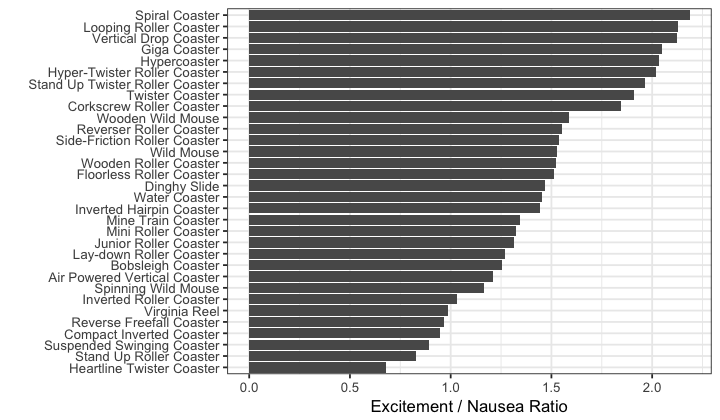 Spiral Coaster
Looping Roller Coaster
Vertical Drop Coaster
Giga Coaster
Hypercoaster
Hyper-Twister Roller Coaster
Stand Up Twister Roller Coaster
Twister Coaster
Corkscrew Roller Coaster
Wooden Wild Mouse
Reverser Roller Coaster
Side-Friction Roller Coaster
Wild Mouse
Wooden Roller Coaster
Floorless Roller Coaster
Dinghy Slide
Water Coaster
Inverted Hairpin Coaster
Mine Train Coaster
Mini Roller Coaster
Junior Roller Coaster
Lay-down Roller Coaster
Bobsleigh Coaster
Air Powered Vertical Coaster
Spinning Wild Mouse
Inverted Roller Coaster
Virginia Reel
Reverse Freefall Coaster
Compact Inverted Coaster
Suspended Swinging Coaster
Stand Up Roller Coaster
Heartline Twister Coaster
0.0 0.5 1.0 1.5 2.0
Excitement / Nausea Ratio